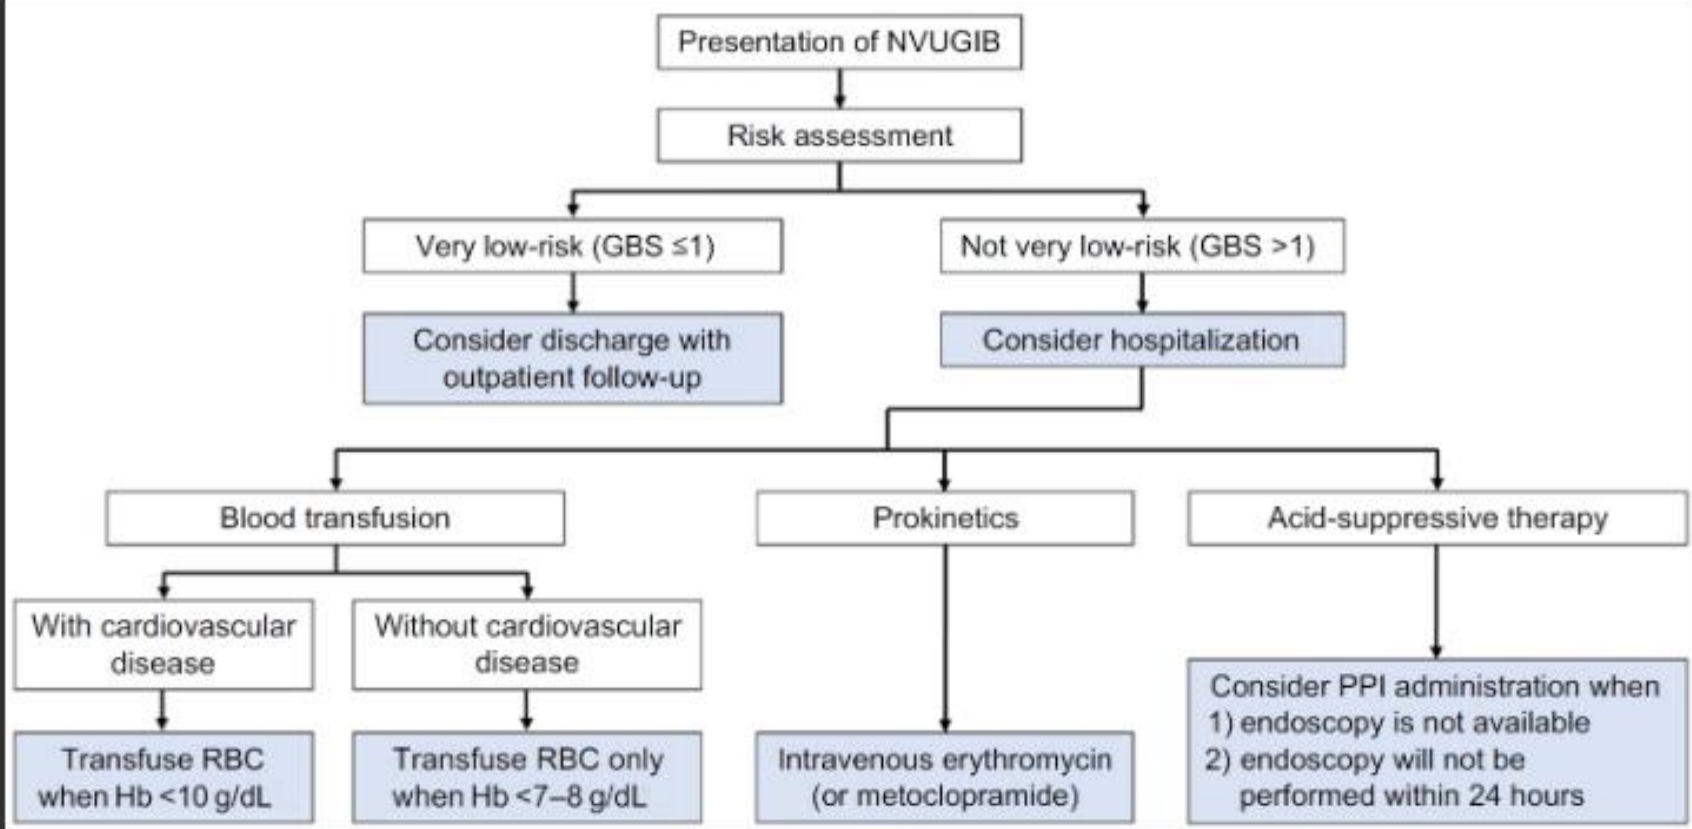 Presentation of NVUGIB
Risk assessment
Very low-risk (GBS ≤1)
Not very low-risk (GBS >1)
Consider discharge with
outpatient follow-up
Consider hospitalization
Blood transfusion
Prokinetics
Acid-suppressive therapy
With cardiovascular
disease
Without cardiovascular
disease
Transfuse RBC
when Hb <10 g/dL
Transfuse RBC only
when Hb <7–8 g/dL
Intravenous erythromycin
(or metoclopramide)
Consider PPI administration when
1) endoscopy is not available
2) endoscopy will not be
performed within 24 hours